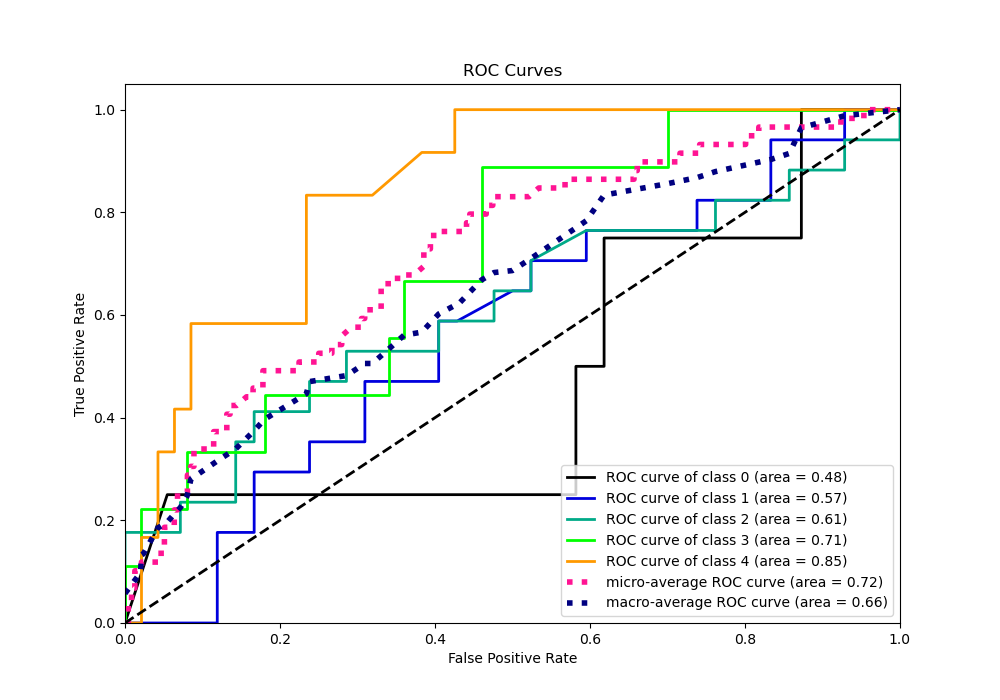 ROC Curves
True Positive Rate
1.0
0.8
0.6
0.4
0.2
0.0
ROC curve of class 0 (area = 0.48)
ROC curve of class 1 (area = 0.57)
ROC curve of class 2 (area = 0.61)
ROC curve of class 3 (area = 0.71)
ROC curve of class 4 (area = 0.85)
micro-average ROC curve (area = 0.72)
macro-average ROC curve (area = 0.66)
0.0 0.2 0.4 0.6 0.8 1.0
False Positive Rate